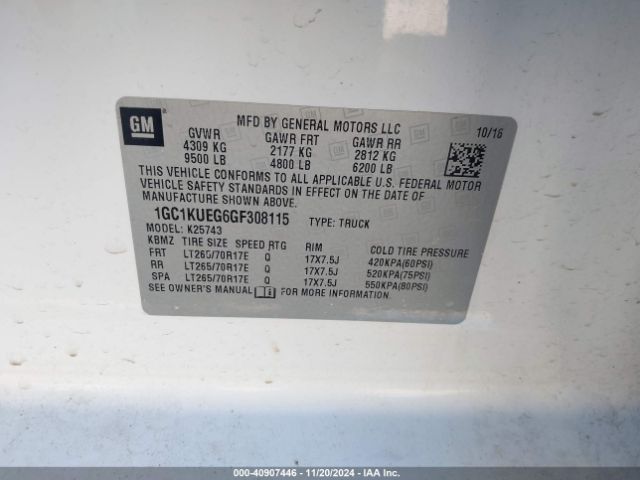 GM
MFD BY GENERAL MOTORS LLC
10/16
GVWR GAWR FRT GAWR RR
4309 KG 2177 KG 2812 KG
9500 LB 4800 LB 6200 LB
THIS VEHICLE CONFORMS TO ALL APPLICABLE U.S. FEDERAL MOTOR
VEHICLE SAFETY STANDARDS IN EFFECT ON THE DATE OF
MANUFACTURE SHOWN ABOVE.
1GC1KUEG6GF308115 TYPE: TRUCK
MODEL: K25743
KBMZ TIRE SIZE SPEED RTG RIM COLD TIRE PRESSURE
FRT LT265/70R17E Q 17X7.5J 420KPA(60PSI)
RR LT265/70R17E Q 17X7.5J 520KPA(75PSI)
SPA LT265/70R17E Q 17X7.5J 550KPA(80PSI)
SEE OWNER'S MANUAL FOR MORE INFORMATION.
000-40907446 — 11/20/2024 — IAA Inc.